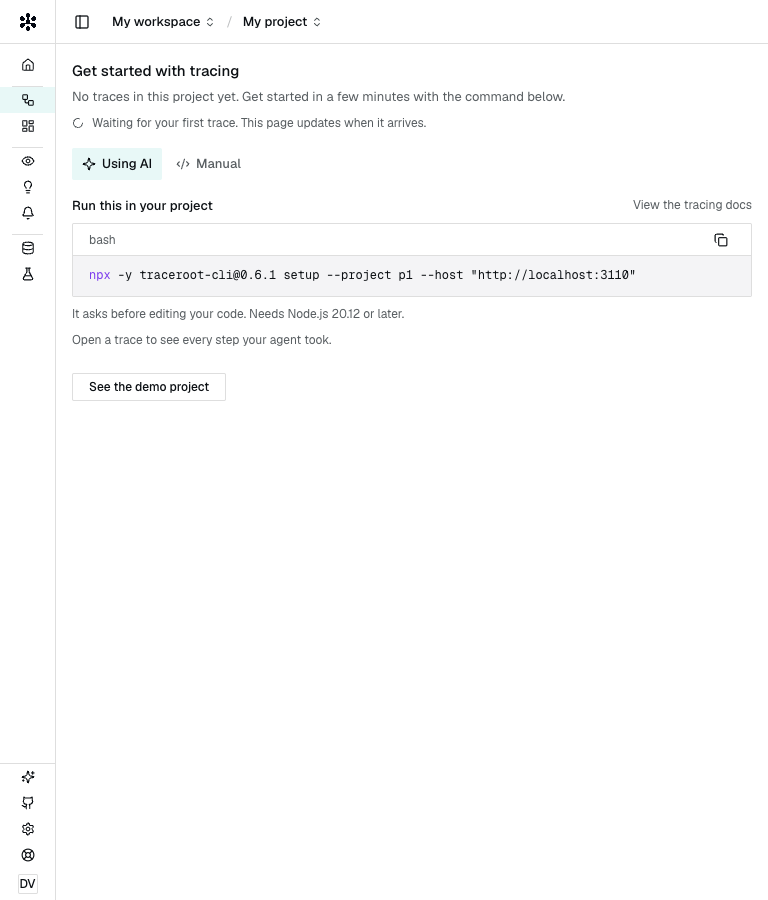 My workspace / My project
Get started with tracing
No traces in this project yet. Get started in a few minutes with the command below.
Waiting for your first trace. This page updates when it arrives.
Using AI
Manual
Run this in your project
View the tracing docs
bash
npx -y traceroot-cli@0.6.1 setup --project p1 --host "http://localhost:3110"
It asks before editing your code. Needs Node.js 20.12 or later.
Open a trace to see every step your agent took.
See the demo project
DV